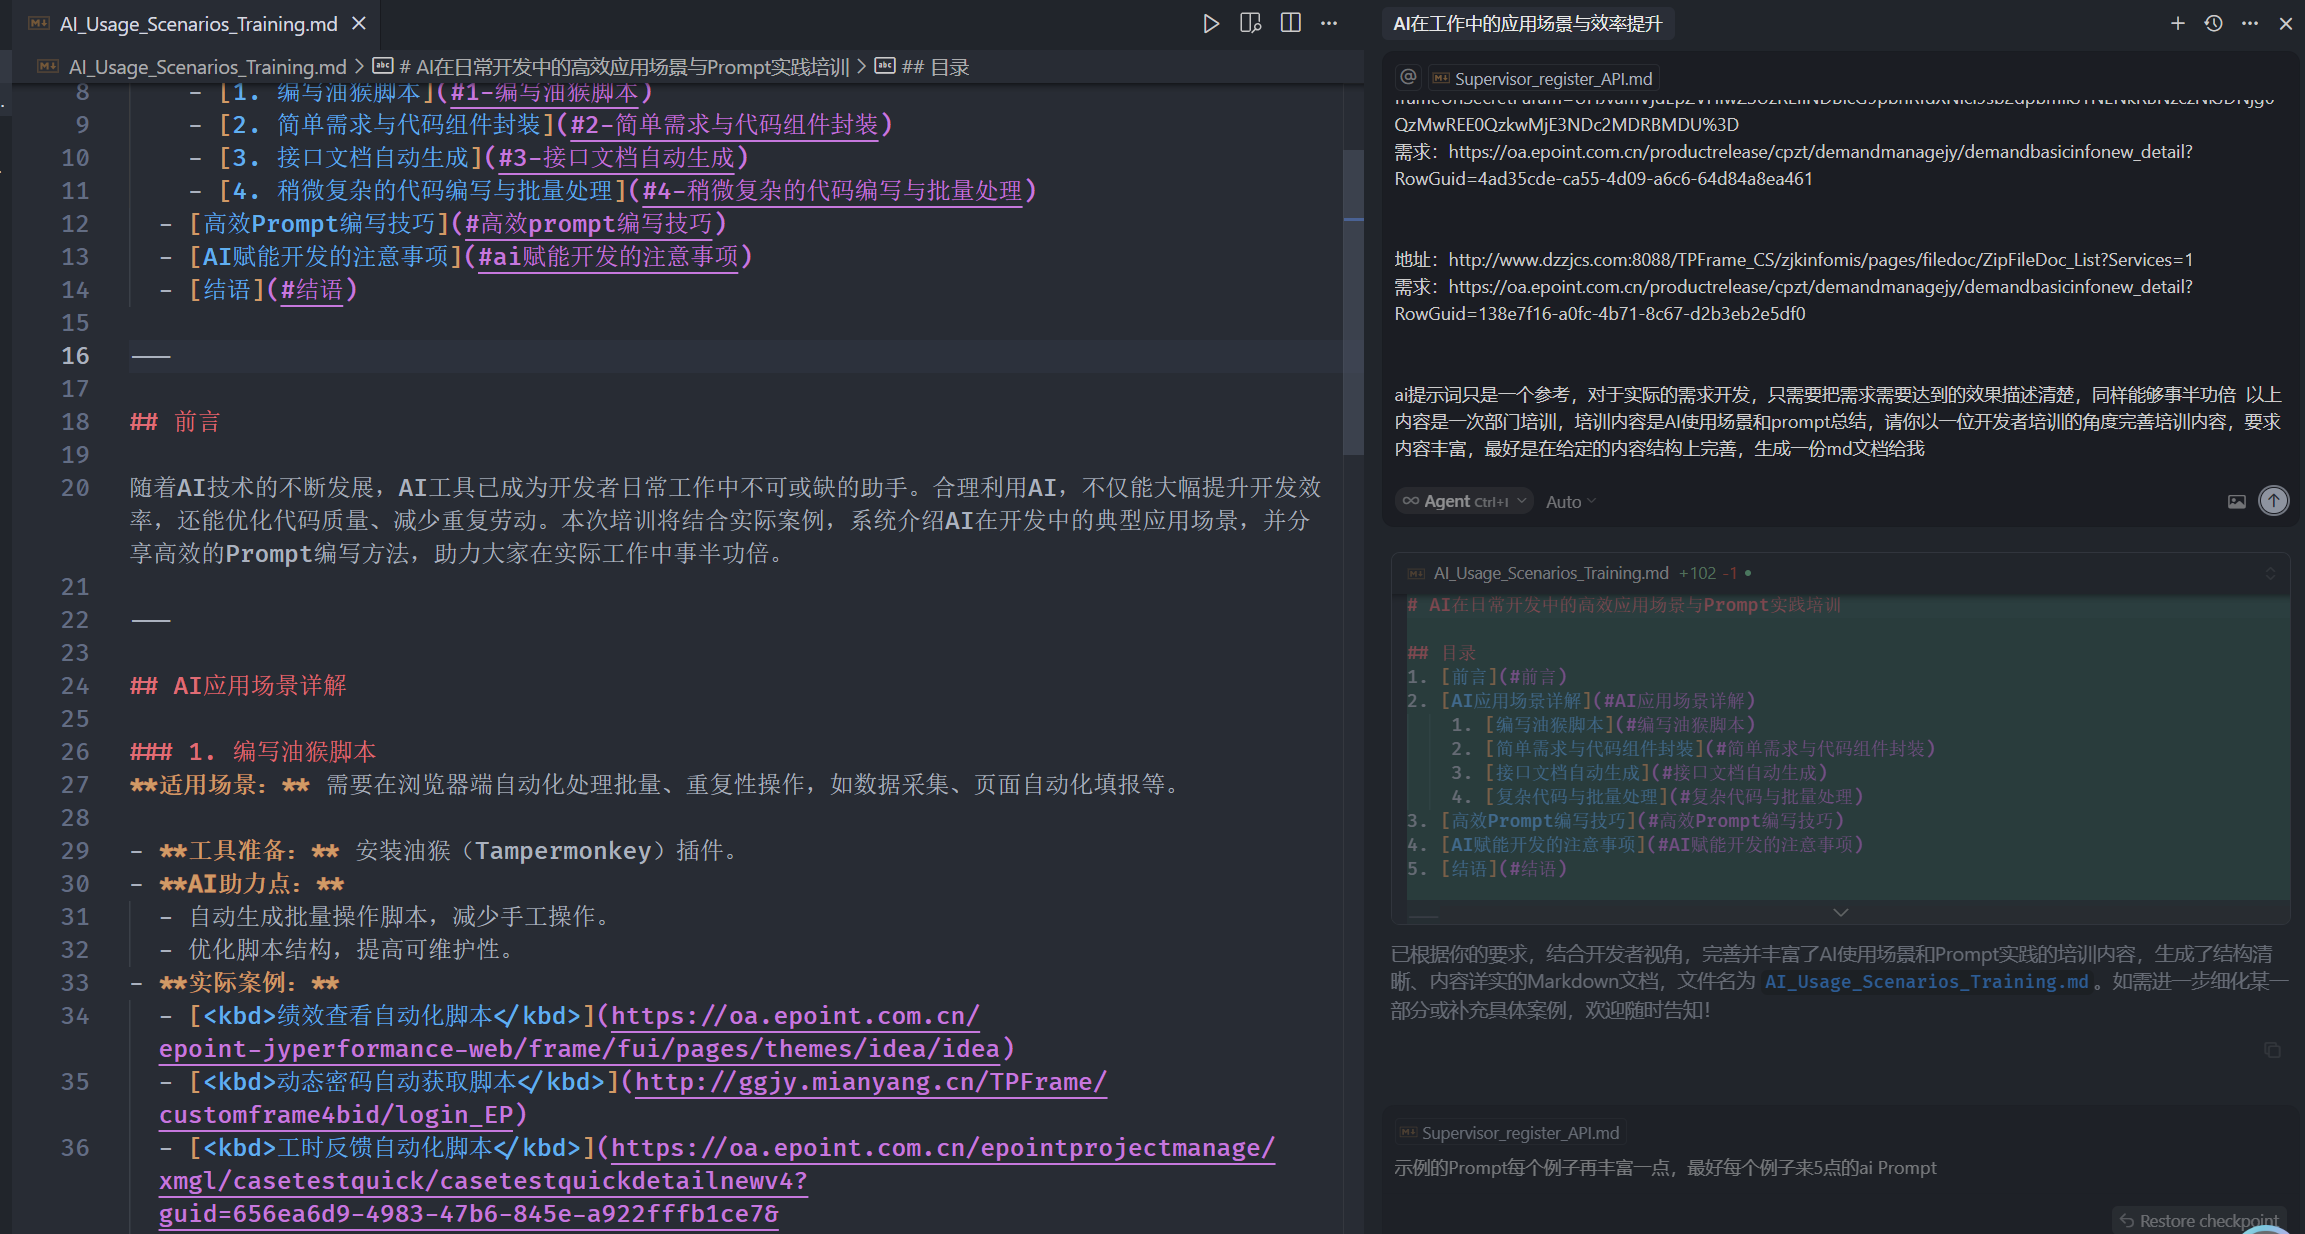 AI_Usage_Scenarios_Training.md
AI_Usage_Scenarios_Training.md > # AI在日常开发中的高效应用场景与Prompt实践培训 > ## 目录
8 - [1. 编写油猴脚本](#1-编写油猴脚本)
9 - [2. 简单需求与代码组件封装](#2-简单需求与代码组件封装)
10 - [3. 接口文档自动生成](#3-接口文档自动生成)
11 - [4. 稍微复杂的代码编写与批量处理](#4-稍微复杂的代码编写与批量处理)
12 - [高效Prompt编写技巧](#高效prompt编写技巧)
13 - [AI赋能开发的注意事项](#ai赋能开发的注意事项)
14 - [结语](#结语)
15
16 ---
17
18 ## 前言
19
20 随着AI技术的不断发展，AI工具已成为开发者日常工作中不可或缺的助手。合理利用AI，不仅能大幅提升开发效
率，还能优化代码质量、减少重复劳动。本次培训将结合实际案例，系统介绍AI在开发中的典型应用场景，并分
享高效的Prompt编写方法，助力大家在实际工作中事半功倍。
21
22 ---
23
24 ## AI应用场景详解
25
26 ### 1. 编写油猴脚本
27 **适用场景：** 需要在浏览器端自动化处理批量、重复性操作，如数据采集、页面自动化填报等。
28
29 - **工具准备：** 安装油猴（Tampermonkey）插件。
30 - **AI助力点：**
31 - 自动生成批量操作脚本，减少手工操作。
32 - 优化脚本结构，提高可维护性。
33 - **实际案例：**
34 - [<kbd>绩效查看自动化脚本</kbd>](https://oa.epoint.com.cn/
epoint-jyperformance-web/frame/fui/pages/themes/idea/idea)
35 - [<kbd>动态密码自动获取脚本</kbd>](http://ggjy.mianyang.cn/TPFrame/
customframe4bid/login_EP)
36 - [<kbd>工时反馈自动化脚本</kbd>](https://oa.epoint.com.cn/epointprojectmanage/
xmgl/casetestquick/casetestquickdetailnewv4?
guid=656ea6d9-4983-47b6-845e-a922fffb1ce7&
AI在工作中的应用场景与效率提升
@ Supervisor_register_API.md
QzMwREE0QzkwMjE3NDc2MDRBMDU%3D
需求：https://oa.epoint.com.cn/productrelease/cpzt/demandmanagejy/demandbasicinfonew_detail?
RowGuid=4ad35cde-ca55-4d09-a6c6-64d84a8ea461
地址：http://www.dzzjcs.com:8088/TPFrame_CS/zjkinfomis/pages/filedoc/ZipFileDoc_List?Services=1
需求：https://oa.epoint.com.cn/productrelease/cpzt/demandmanagejy/demandbasicinfonew_detail?
RowGuid=138e7f16-a0fc-4b71-8c67-d2b3eb2e5df0
ai提示词只是一个参考，对于实际的需求开发，只需要把需求需要达到的效果描述清楚，同样能够事半功倍 以上
内容是一次部门培训，培训内容是AI使用场景和prompt总结，请你以一位开发者培训的角度完善培训内容，要求
内容丰富，最好是在给定的内容结构上完善，生成一份md文档给我
Agent Ctrl+I Auto
AI_Usage_Scenarios_Training.md +102 -1
# AI在日常开发中的高效应用场景与Prompt实践培训
## 目录
1. [前言](#前言)
2. [AI应用场景详解](#AI应用场景详解)
1. [编写油猴脚本](#编写油猴脚本)
2. [简单需求与代码组件封装](#简单需求与代码组件封装)
3. [接口文档自动生成](#接口文档自动生成)
4. [复杂代码与批量处理](#复杂代码与批量处理)
3. [高效Prompt编写技巧](#高效Prompt编写技巧)
4. [AI赋能开发的注意事项](#AI赋能开发的注意事项)
5. [结语](#结语)
已根据你的要求，结合开发者视角，完善并丰富了AI使用场景和Prompt实践的培训内容，生成了结构清
晰、内容详实的Markdown文档，文件名为 AI_Usage_Scenarios_Training.md。如需进一步细化某一
部分或补充具体案例，欢迎随时告知！
Supervisor_register_API.md
示例的Prompt每个例子再丰富一点，最好每个例子来5点的ai Prompt
Restore checkpoint